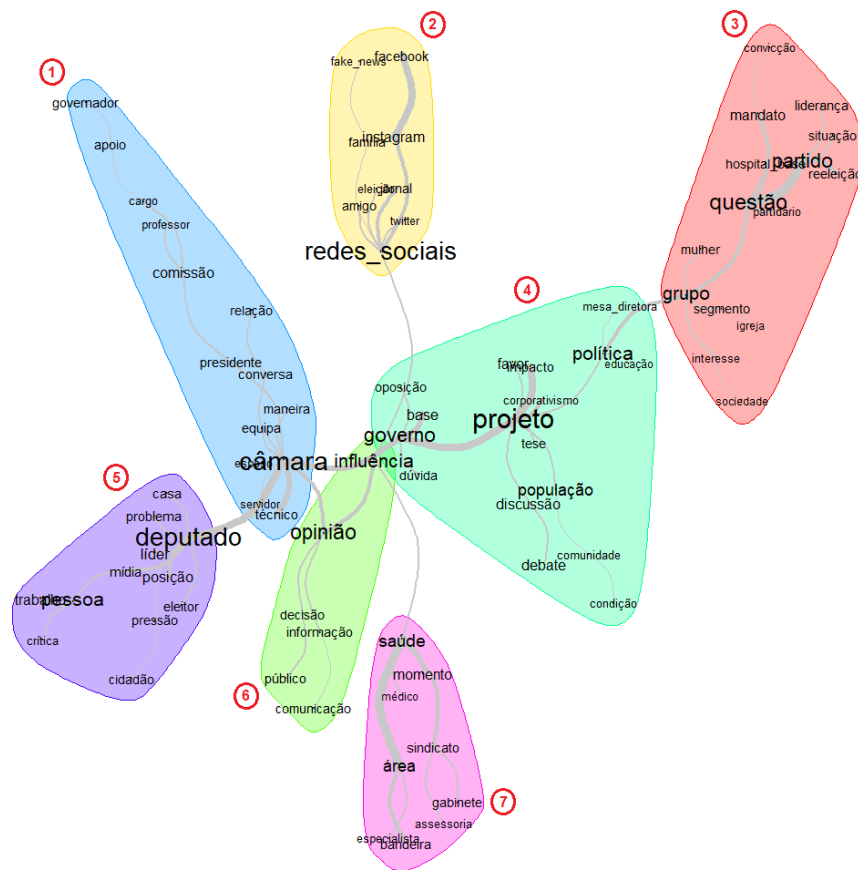 1
governador
apoio
cargo
professor
comissão
relação
presidente
conversa
maneira
equipa
espaço
câmara
servidor
técnico
2
fake_news
facebook
instagram
família
eleição
jornal
amigo
twitter
redes_sociais
3
convicção
liderança
mandato
situação
hospital_base
partido
reeleição
questão
partidário
mulher
grupo
segmento
igreja
interesse
sociedade
4
mesa_diretora
política
educação
favor
impacto
oposição
corporativismo
base
projeto
governo
tese
dúvida
população
discussão
debate
comunidade
condição
5
casa
problema
deputado
líder
mídia
posição
trabalho
pessoa
eleitor
pressão
crítica
cidadão
influência
opinião
decisão
informação
público
6
comunicação
saúde
momento
médico
sindicato
área
gabinete
7
assessoria
especialista
bandeira